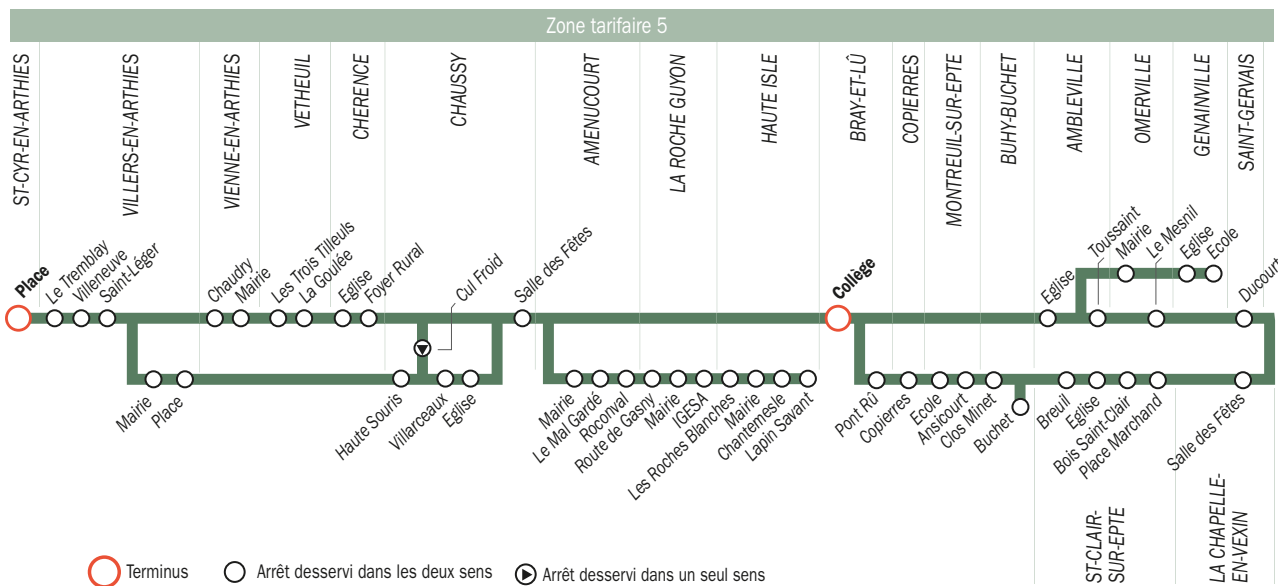 Zone tarifaire 5
ST-CYR-EN-ARTHIES
VILLERS-EN-ARTHIES
VIENNE-EN-ARTHIES
VETHEUIL
CHERENCE
CHAUSSY
AMENUCOURT
LA ROCHE GUYON
HAUTE ISLE
BRAY-ET-LÛ
COPIERRES
MONTREUIL-SUR-EPTE
BUHY-BUCHET
AMBLEVILLE
OMERVILLE
GENAINVILLE
SAINT-GERVAIS
Place
Le Tremblay
Villeneuve
Saint-Léger
Chaudry
Mairie
Les Trois Tilleuls
La Goulée
Eglise
Foyer Rural
Cul Froid
Salle des Fêtes
Collège
Eglise
Toussaint
Mairie
Le Mesnil
Eglise
Ecole
Ducourt
Mairie
Place
Haute Souris
Villarceaux
Eglise
Mairie
Le Mal Gardé
Roconval
Route de Gasny
Mairie
IGESA
Les Roches Blanches
Mairie
Chantemesle
Lapin Savant
Pont Rû
Copierres
Ecole
Ansicourt
Clos Minet
Buchet
Breuil
Eglise
Bois Saint-Clair
Place Marchand
Salle des Fêtes
ST-CLAIR-
SUR-EPTE
LA CHAPELLE-
EN-VEXIN
Terminus
Arrêt desservi dans les deux sens
Arrêt desservi dans un seul sens